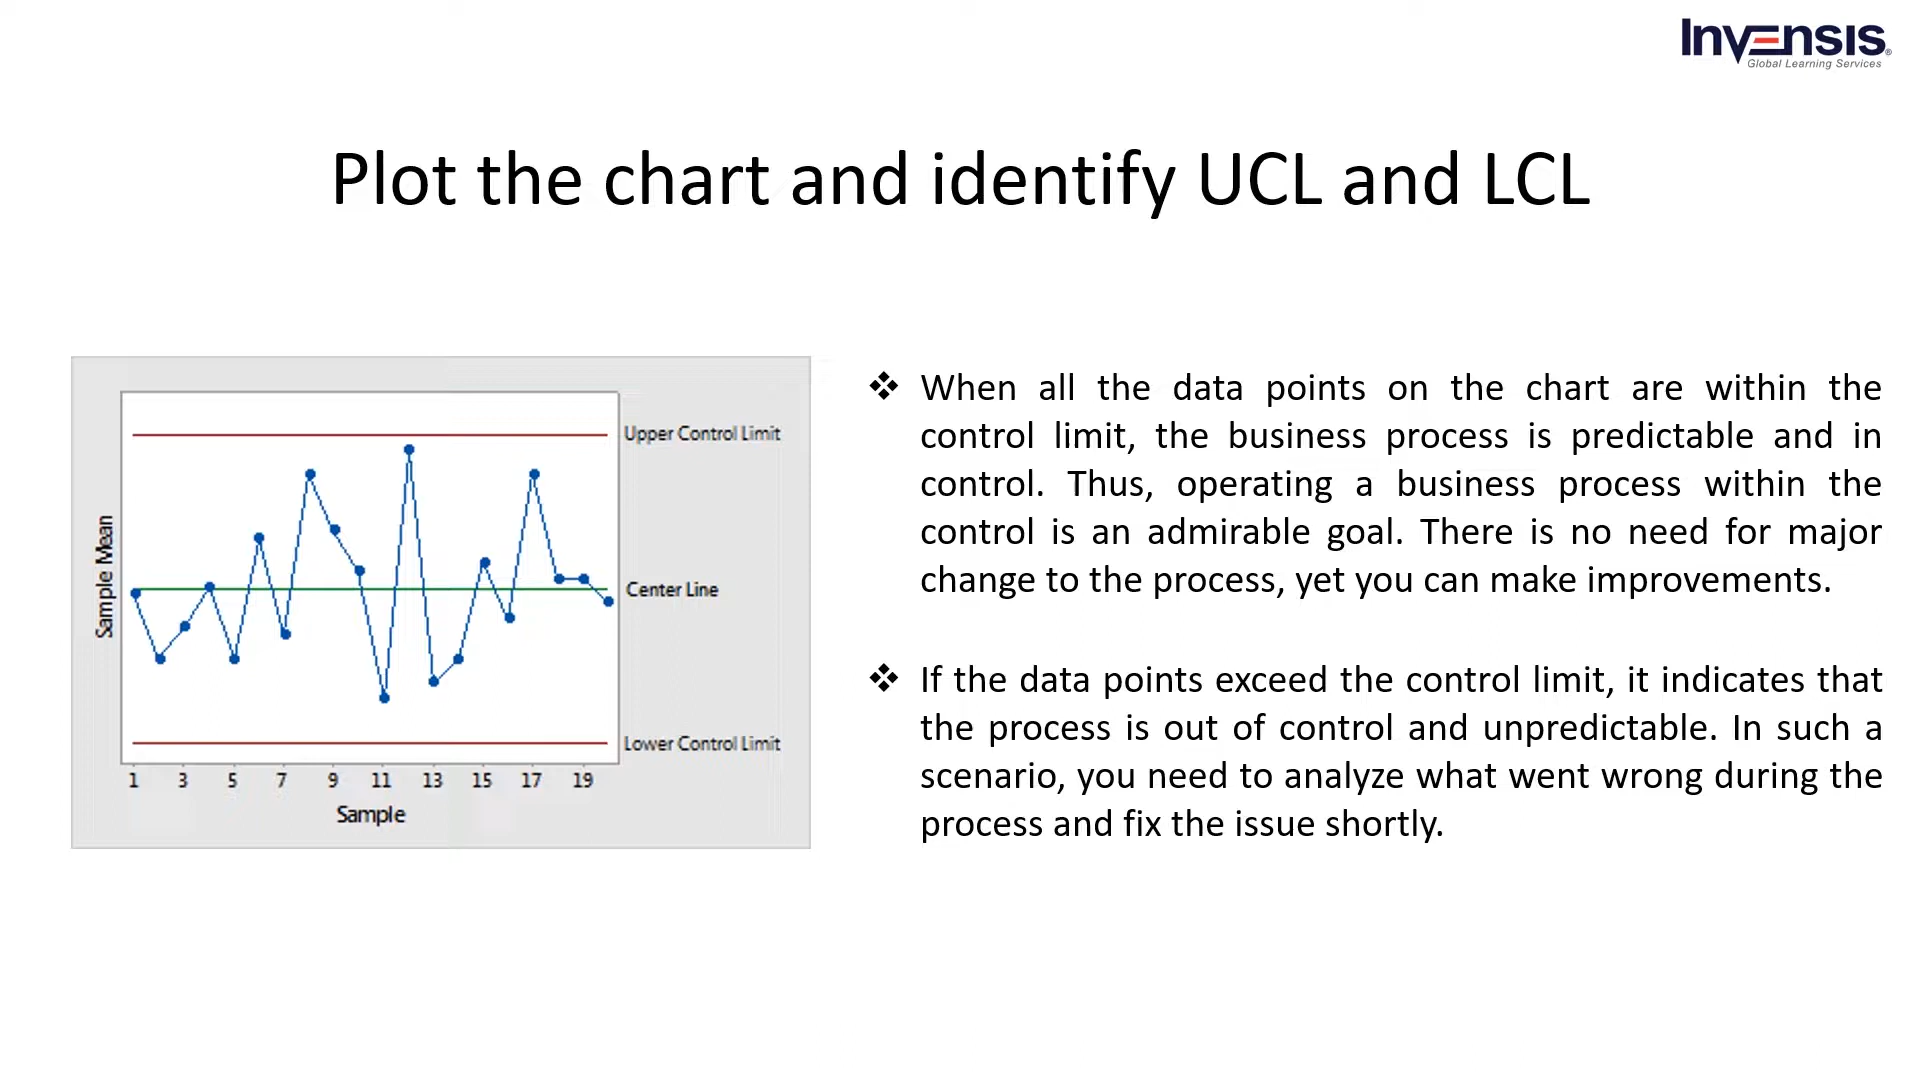 Invensis®
Global Learning Services
Plot the chart and identify UCL and LCL
Upper Control Limit
Center Line
Lower Control Limit
Sample Mean
1 3 5 7 9 11 13 15 17 19
Sample
❖ When all the data points on the chart are within the
control limit, the business process is predictable and in
control. Thus, operating a business process within the
control is an admirable goal. There is no need for major
change to the process, yet you can make improvements.
❖ If the data points exceed the control limit, it indicates that
the process is out of control and unpredictable. In such a
scenario, you need to analyze what went wrong during the
process and fix the issue shortly.